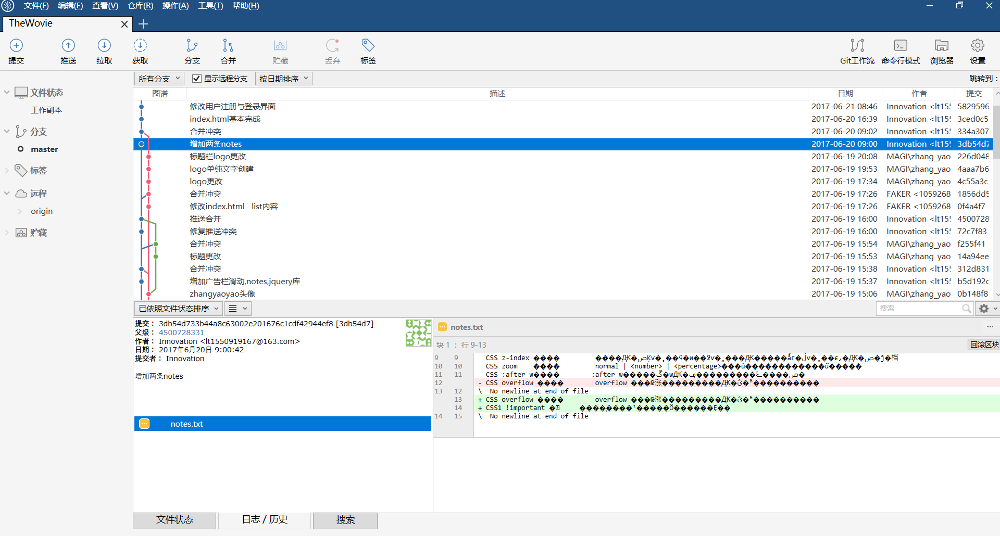 文件(F) 编辑(E) 查看(V) 仓库(R) 操作(A) 工具(T) 帮助(H)
TheWovie
提交 推送 拉取 获取 分支 合并 贮藏 丢弃 标签 Git工作流 命令行模式 浏览器 设置
所有分支 显示远程分支 按日期排序 跳转到：
文件状态
工作副本
分支
master
标签
远程
origin
贮藏
图谱 描述 日期 作者 提交
修改用户注册与登录界面 2017-06-21 08:46 Innovation <lt15 5829596
index.html基本完成 2017-06-20 16:39 Innovation <lt15 3ced0c5
合并冲突 2017-06-20 09:02 Innovation <lt15 334a307
增加两条notes 2017-06-20 09:00 Innovation <lt15 3db54d7
标题栏logo更改 2017-06-19 20:08 MAGI\zhang_yao 226d048
logo单纯文字创建 2017-06-19 19:53 MAGI\zhang_yao 4aaa7b6
logo更改 2017-06-19 17:34 MAGI\zhang_yao 4c55a3c
合并冲突 2017-06-19 17:26 FAKER <1059268 1856dd5
修改index.html list内容 2017-06-19 17:26 FAKER <1059268 0f4a4f7
推送合并 2017-06-19 16:00 Innovation <lt15 4500728
修复推送冲突 2017-06-19 16:00 Innovation <lt15 72c7f83
合并冲突 2017-06-19 15:54 MAGI\zhang_yao f255f41
标题更改 2017-06-19 15:53 MAGI\zhang_yao 14a94ee
合并冲突 2017-06-19 15:38 Innovation <lt15 312d831
增加广告栏滑动,notes,jquery库 2017-06-19 15:37 Innovation <lt15 b5d192c
zhangyaoyao头像 2017-06-19 15:06 MAGI\zhang_yao 0b148f8
已依照文件状态排序 搜索
提交： 3db54d733b44a8c63002e201676c1cdf42944ef8 [3db54d7]
父级： 4500728331
作者： Innovation <lt1550919167@163.com>
日期： 2017年6月20日 9:00:42
提交者： Innovation
增加两条notes
notes.txt
notes.txt
块 1 ： 行 9-13 回滚区块
9 9 CSS z-index
10 10 CSS zoom normal | <number> | <percentage>
11 11 CSS :after :after
12 - CSS overflow overflow
13 12 \ No newline at end of file
13 + CSS overflow overflow
14 + CSS1 !important
14 15 \ No newline at end of file
文件状态 日志 / 历史 搜索